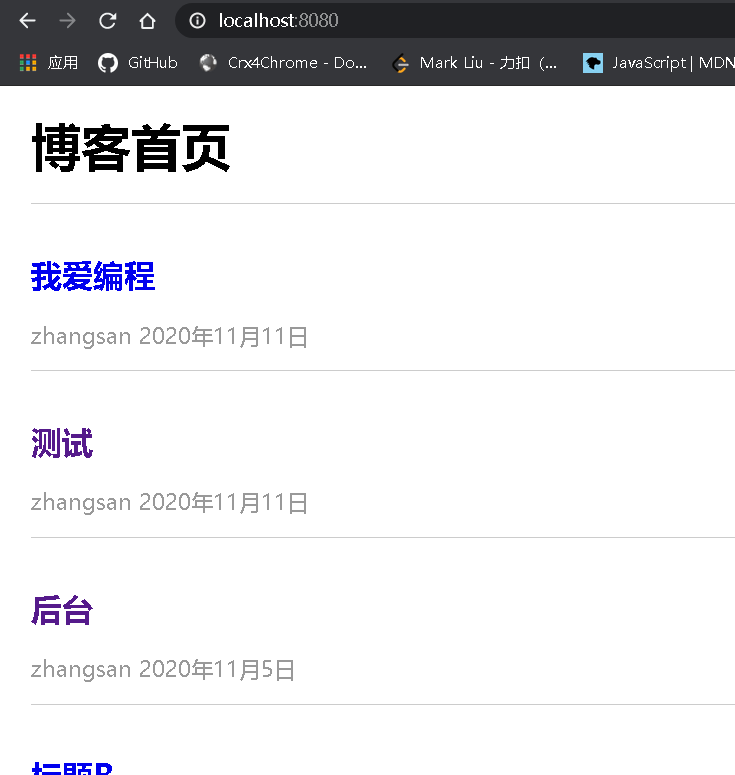 localhost:8080
应用 GitHub Crx4Chrome - Do... Mark Liu - 力扣（... JavaScript | MDN
博客首页
我爱编程
zhangsan 2020年11月11日
测试
zhangsan 2020年11月11日
后台
zhangsan 2020年11月5日
标题B